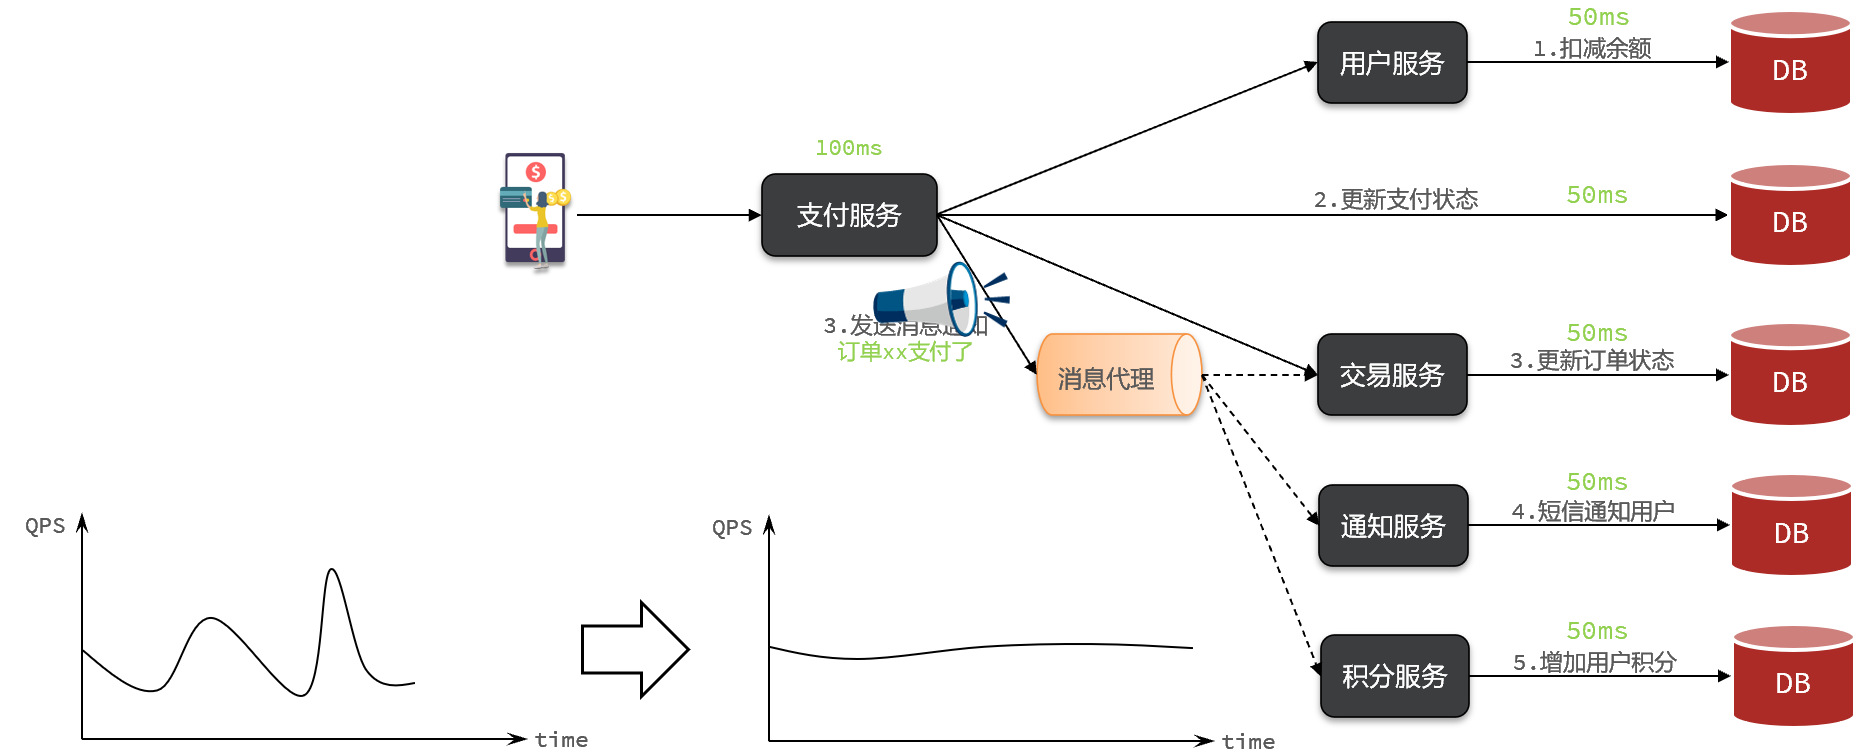 50ms
1.扣减余额
用户服务
DB
100ms
支付服务
2.更新支付状态
50ms
DB
3.发送消息通知
订单xx支付了
消息代理
50ms
3.更新订单状态
交易服务
DB
50ms
4.短信通知用户
通知服务
DB
50ms
5.增加用户积分
积分服务
DB
QPS
time
QPS
time